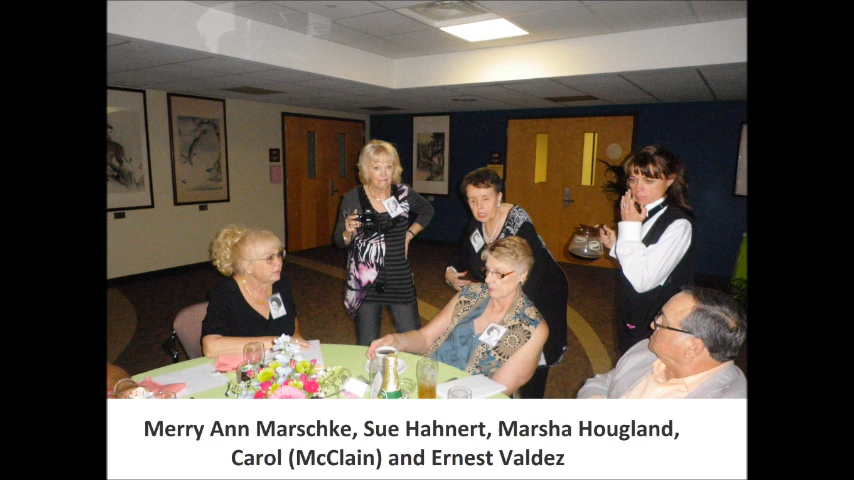 Merry Ann Marschke, Sue Hahnert, Marsha Hougland,
Carol (McClain) and Ernest Valdez